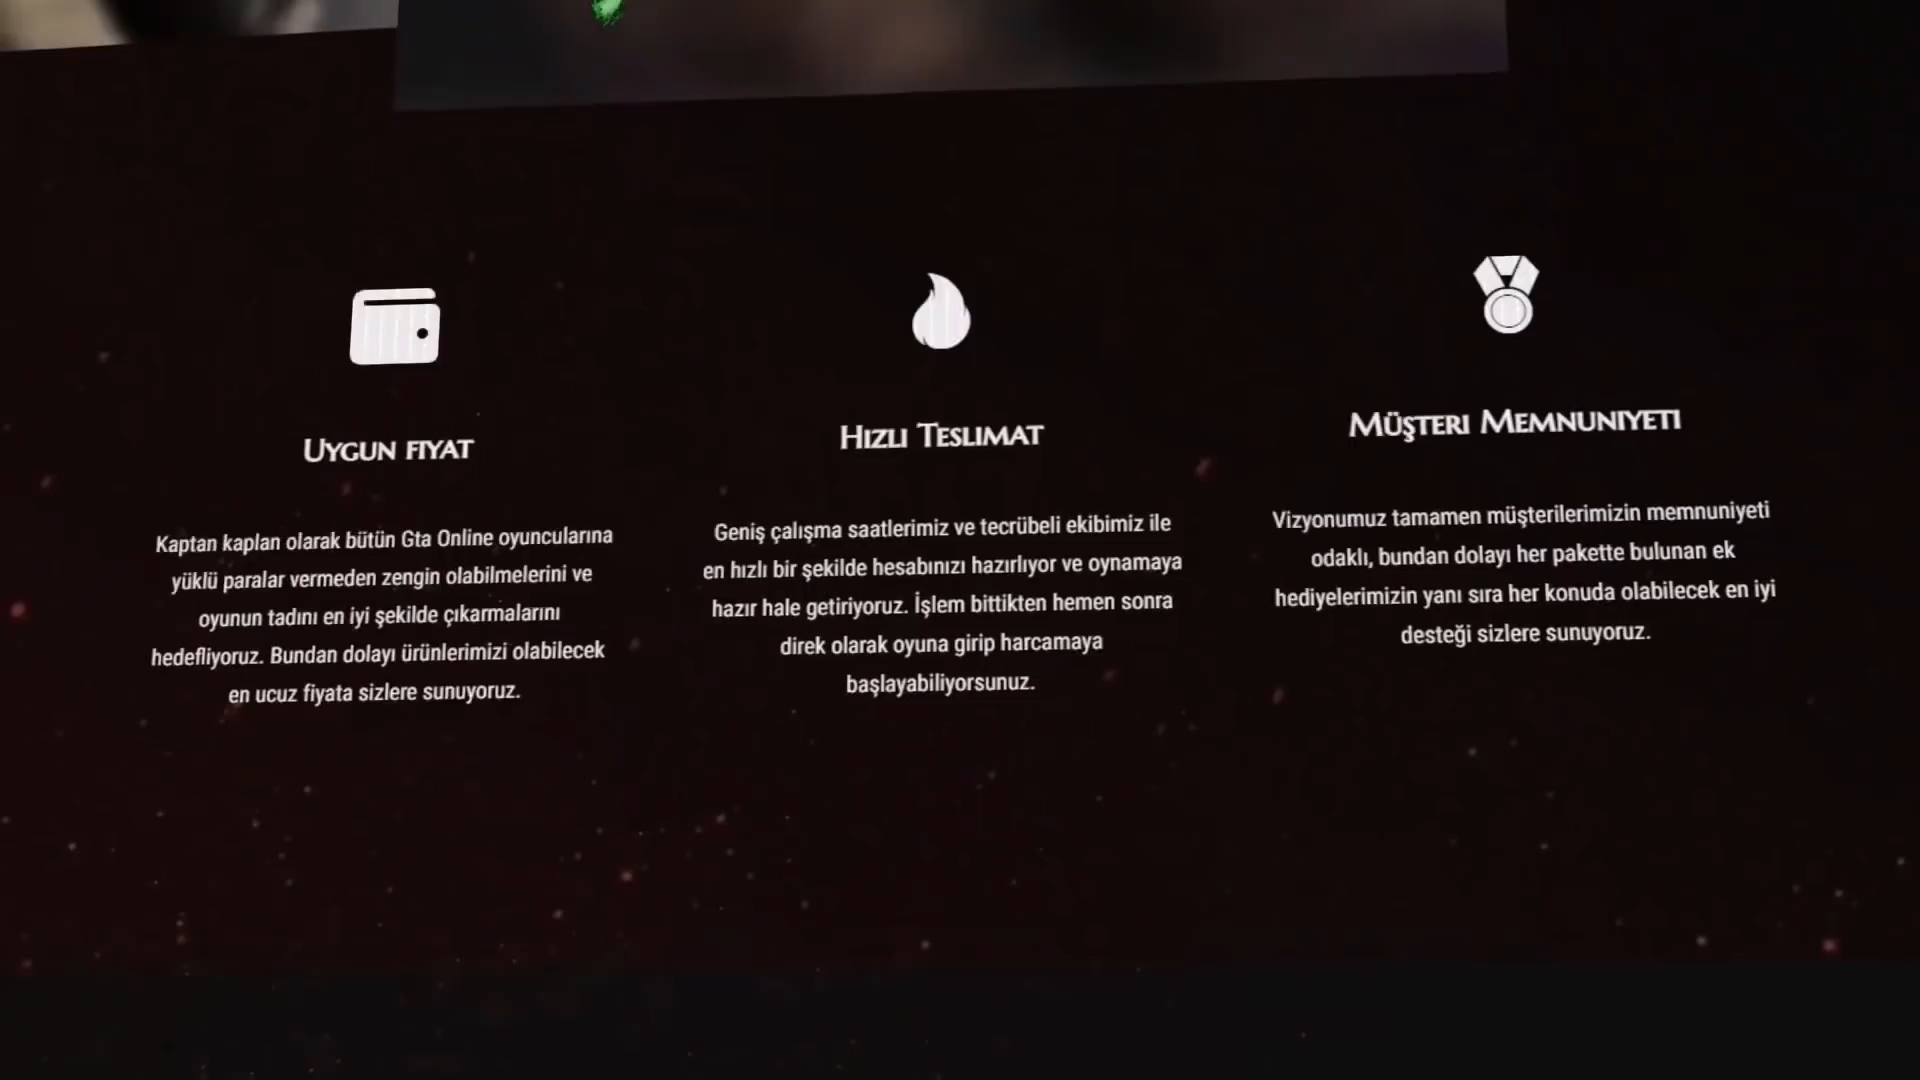 Uygun fiyat
Kaptan kaplan olarak bütün Gta Online oyuncularına
yüklü paralar vermeden zengin olabilmelerini ve
oyunun tadını en iyi şekilde çıkarmalarını
hedefliyoruz. Bundan dolayı ürünlerimizi olabilecek
en ucuz fiyata sizlere sunuyoruz.
Hızlı Teslimat
Geniş çalışma saatlerimiz ve tecrübeli ekibimiz ile
en hızlı bir şekilde hesabınızı hazırlıyor ve oynamaya
hazır hale getiriyoruz. İşlem bittikten hemen sonra
direk olarak oyuna girip harcamaya
başlayabiliyorsunuz.
Müşteri Memnuniyeti
Vizyonumuz tamamen müşterilerimizin memnuniyeti
odaklı, bundan dolayı her pakette bulunan ek
hediyelerimizin yanı sıra her konuda olabilecek en iyi
desteği sizlere sunuyoruz.